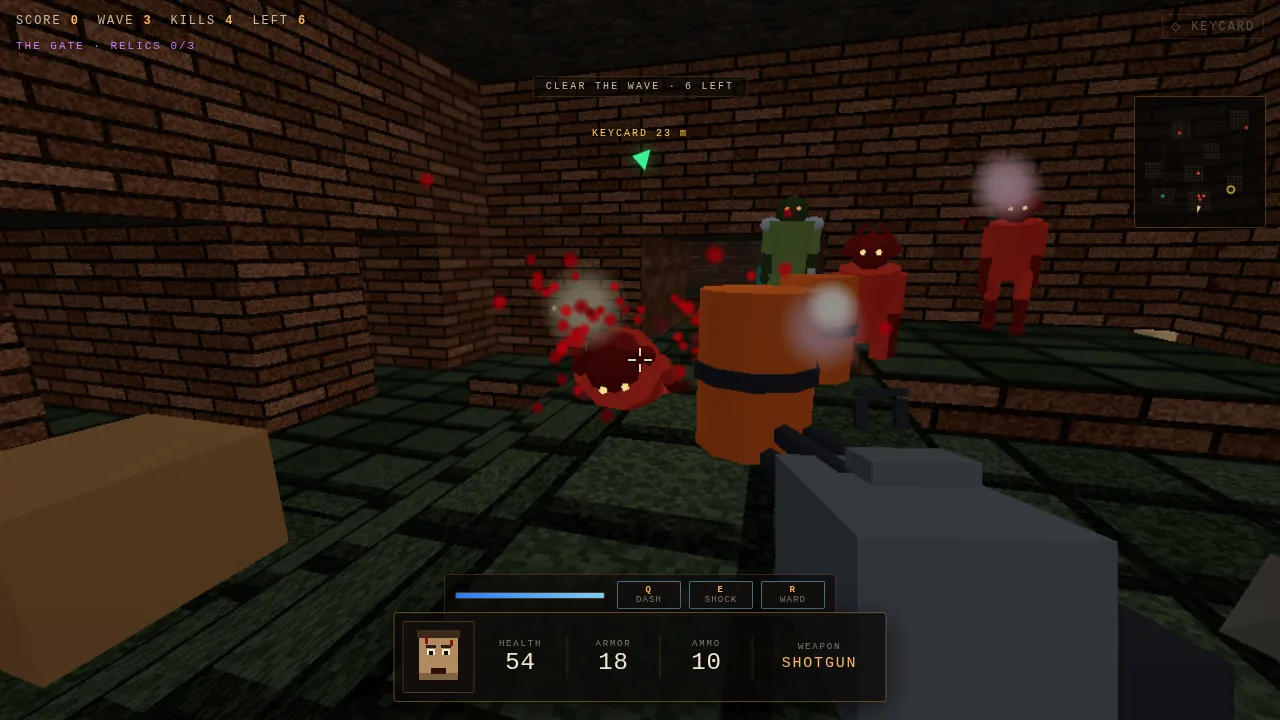 SCORE 0 WAVE 3 KILLS 4 LEFT 6
◇ KEYCARD
THE GATE · RELICS 0/3
CLEAR THE WAVE · 6 LEFT
KEYCARD 23 m
Q E R
DASH SHOCK WARD
HEALTH ARMOR AMMO WEAPON
54 18 10 SHOTGUN